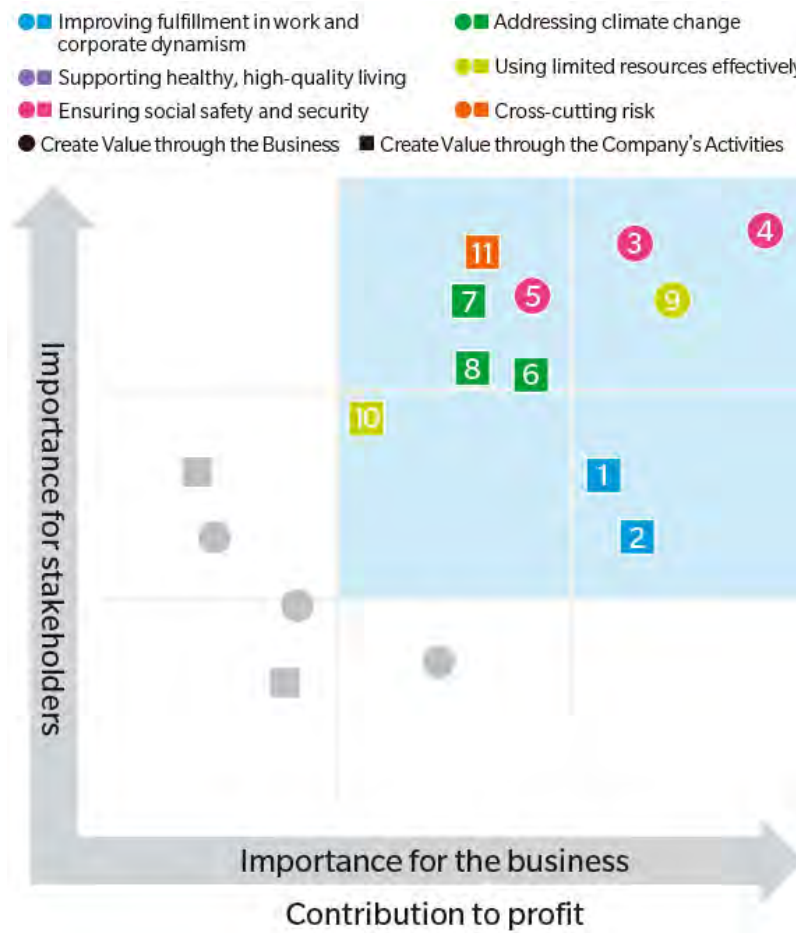 Improving fulfillment in work and
corporate dynamism
Supporting healthy, high-quality living
Ensuring social safety and security
Addressing climate change
Using limited resources effectively
Cross-cutting risk
Create Value through the Business
Create Value through the Company's Activities
Importance for stakeholders
11
3
4
7
5
9
8
6
10
1
2
Importance for the business
Contribution to profit